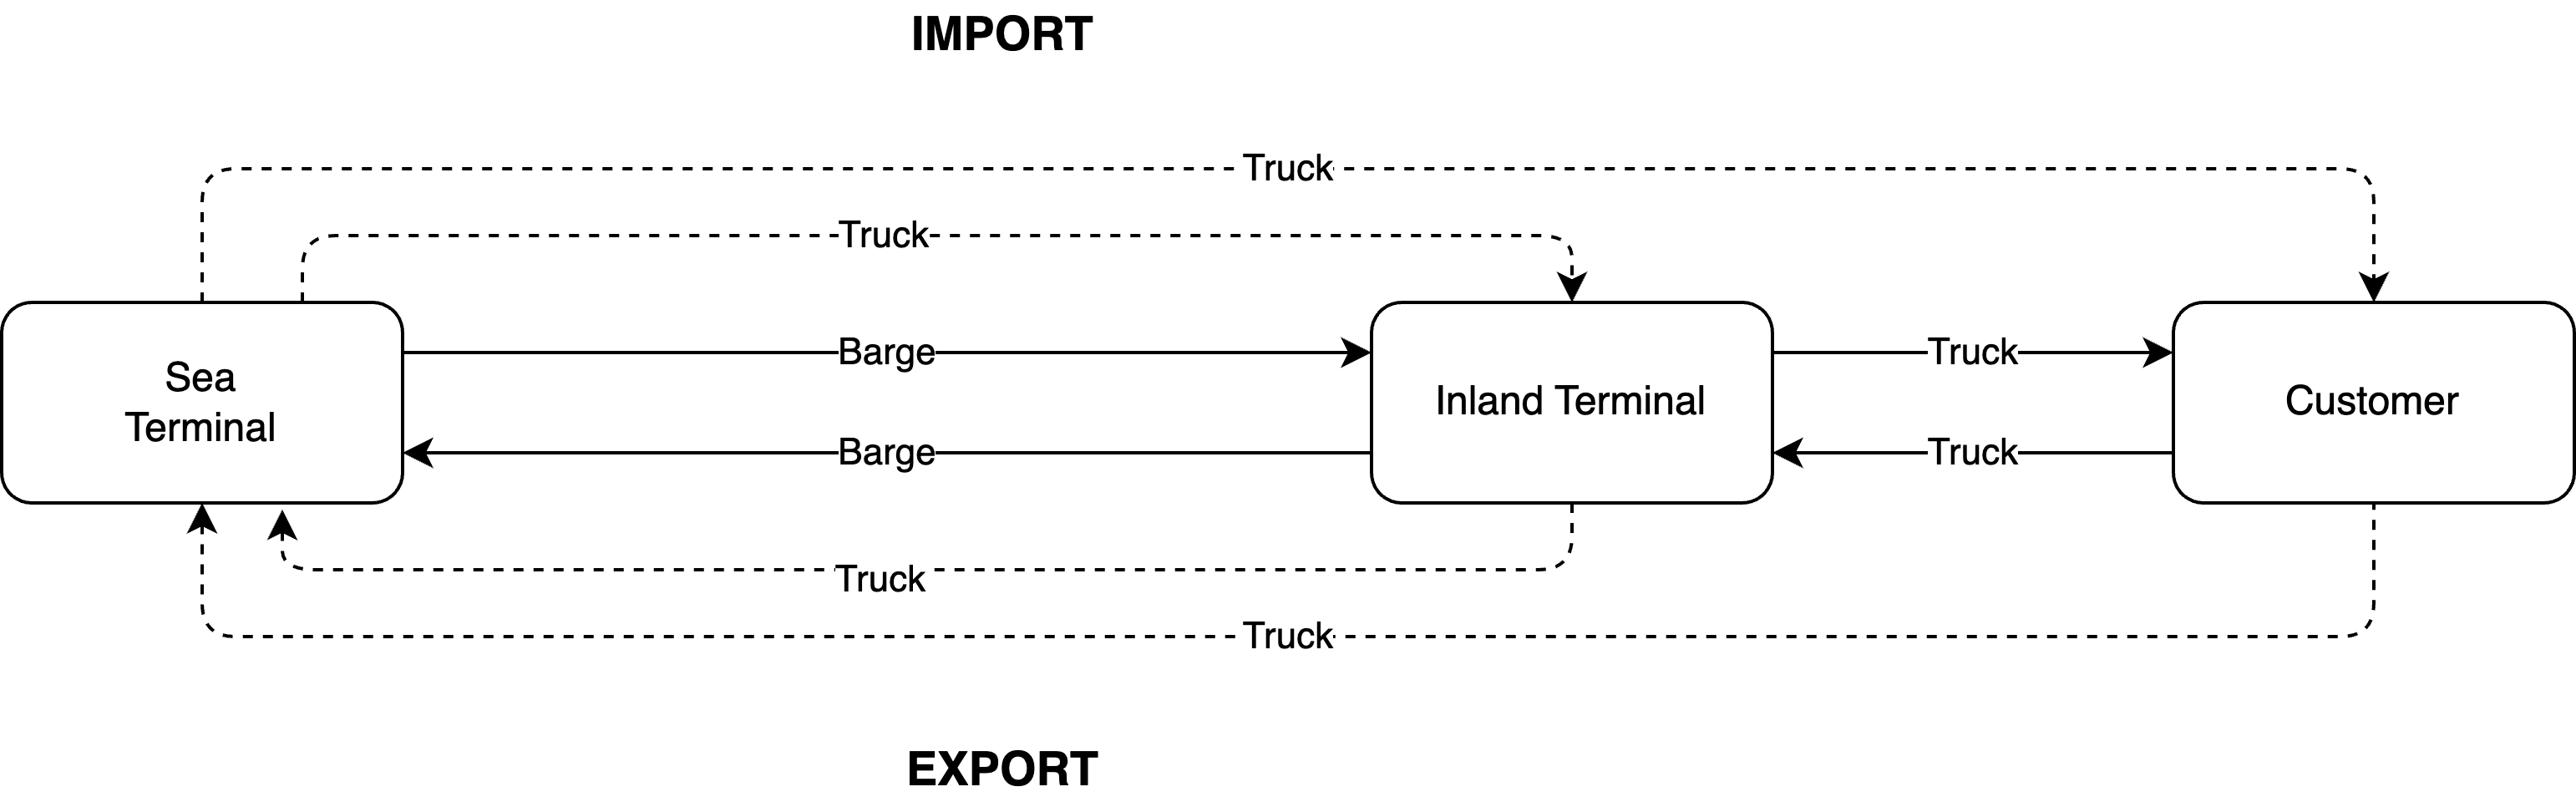 IMPORT
Truck
Truck
Barge
Truck
Sea
Terminal
Inland Terminal
Customer
Barge
Truck
Truck
Truck
EXPORT